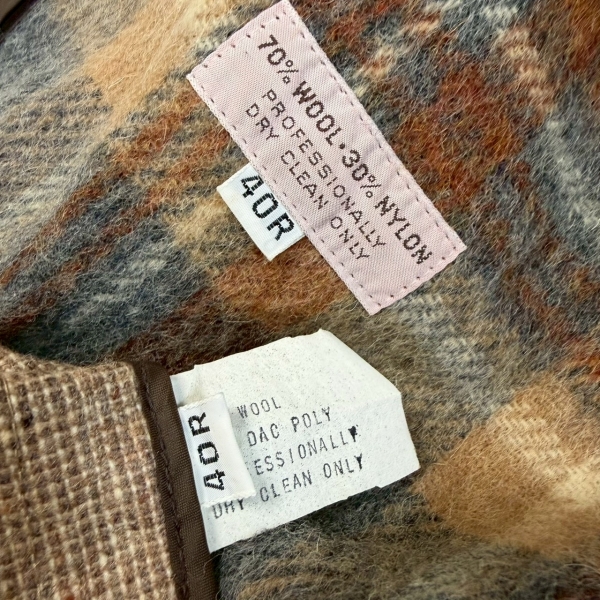 70% WOOL•30% NYLON
PROFESSIONALLY
DRY CLEAN ONLY
40R
WOOL
DAC POLY
ESSIONALLY
DRY CLEAN ONLY
40R